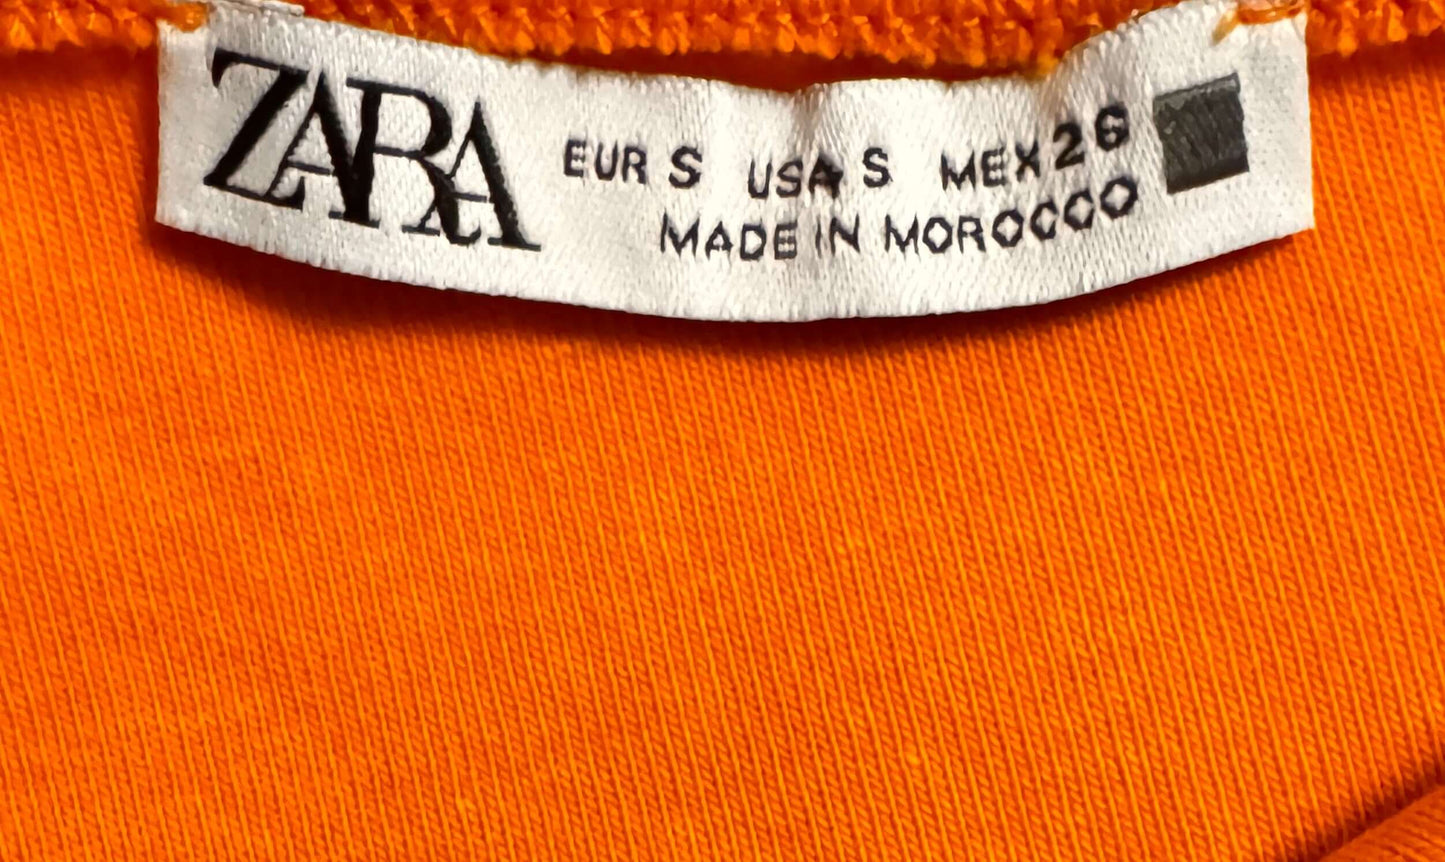 ZARA
EUR S USA S MEX 26
MADE IN MOROCCO